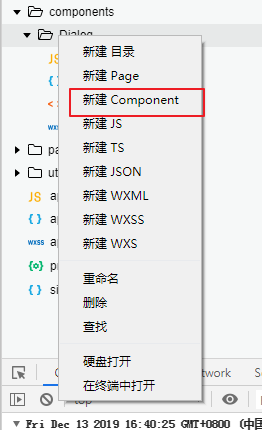 components
Dialog
新建 目录
JS
新建 Page
{ }
新建 Component
<
wxss
新建 JS
pa
新建 TS
ut
新建 JSON
JS ap
新建 WXML
{ } ap
新建 WXSS
wxss ap
新建 WXS
{o} pr
重命名
{ } si
删除
查找
硬盘打开
在终端中打开
top
Fri Dec 13 2019 16:40:25 GMT+0800 (中国